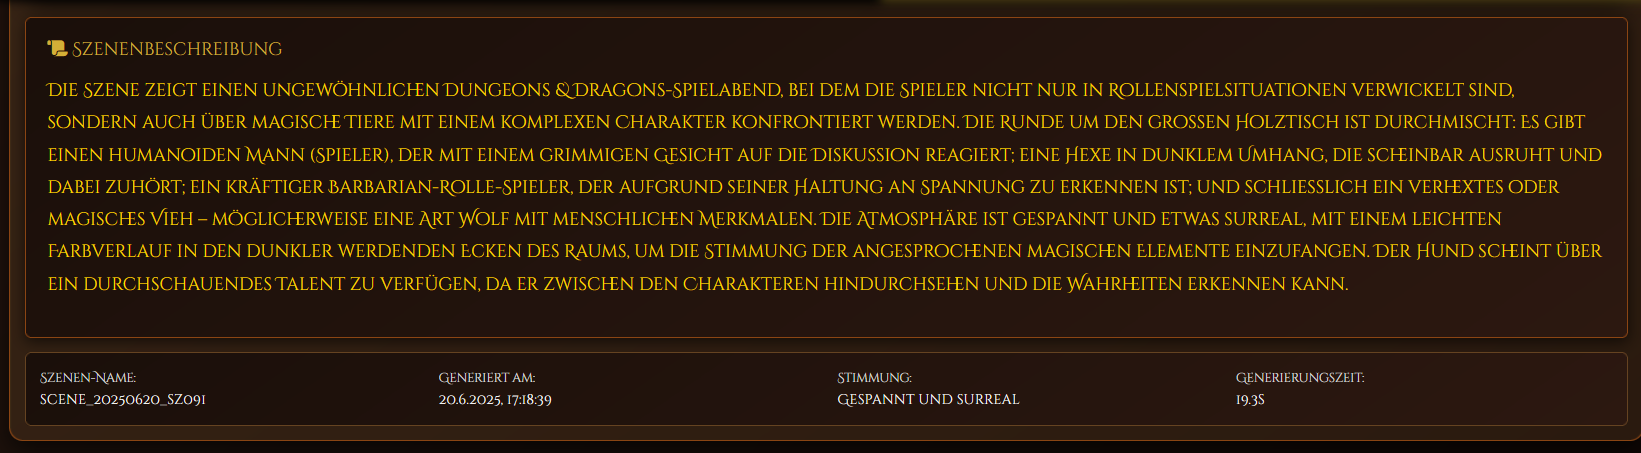 Szenenbeschreibung
Die Szene zeigt einen ungewöhnlichen Dungeons & Dragons-Spielabend, bei dem die Spieler nicht nur in Rollenspielsituationen verwickelt sind,
sondern auch über magische Tiere mit einem komplexen Charakter konfrontiert werden. Die Runde um den großen Holztisch ist durchmischt: Es gibt
einen humanoiden Mann (Spieler), der mit einem grimmigen Gesicht auf die Diskussion reagiert; eine Hexe in dunklem Umhang, die scheinbar ausruht und
dabei zuhört; ein kräftiger Barbarian-Rolle-Spieler, der aufgrund seiner Haltung an Spannung zu erkennen ist; und schließlich ein verhextes oder
magisches Vieh – möglicherweise eine Art Wolf mit menschlichen Merkmalen. Die Atmosphäre ist gespannt und etwas surreal, mit einem leichten
Farbverlauf in den dunkler werdenden Ecken des Raums, um die Stimmung der angesprochenen magischen Elemente einzufangen. Der Hund scheint über
ein durchschauendes Talent zu verfügen, da er zwischen den Charakteren hindurchsehen und die Wahrheiten erkennen kann.
Szenen-Name:
scene_20250620_sz091
Generiert am:
20.6.2025, 17:18:39
Stimmung:
Gespannt und surreal
Generierungszeit:
19.3s